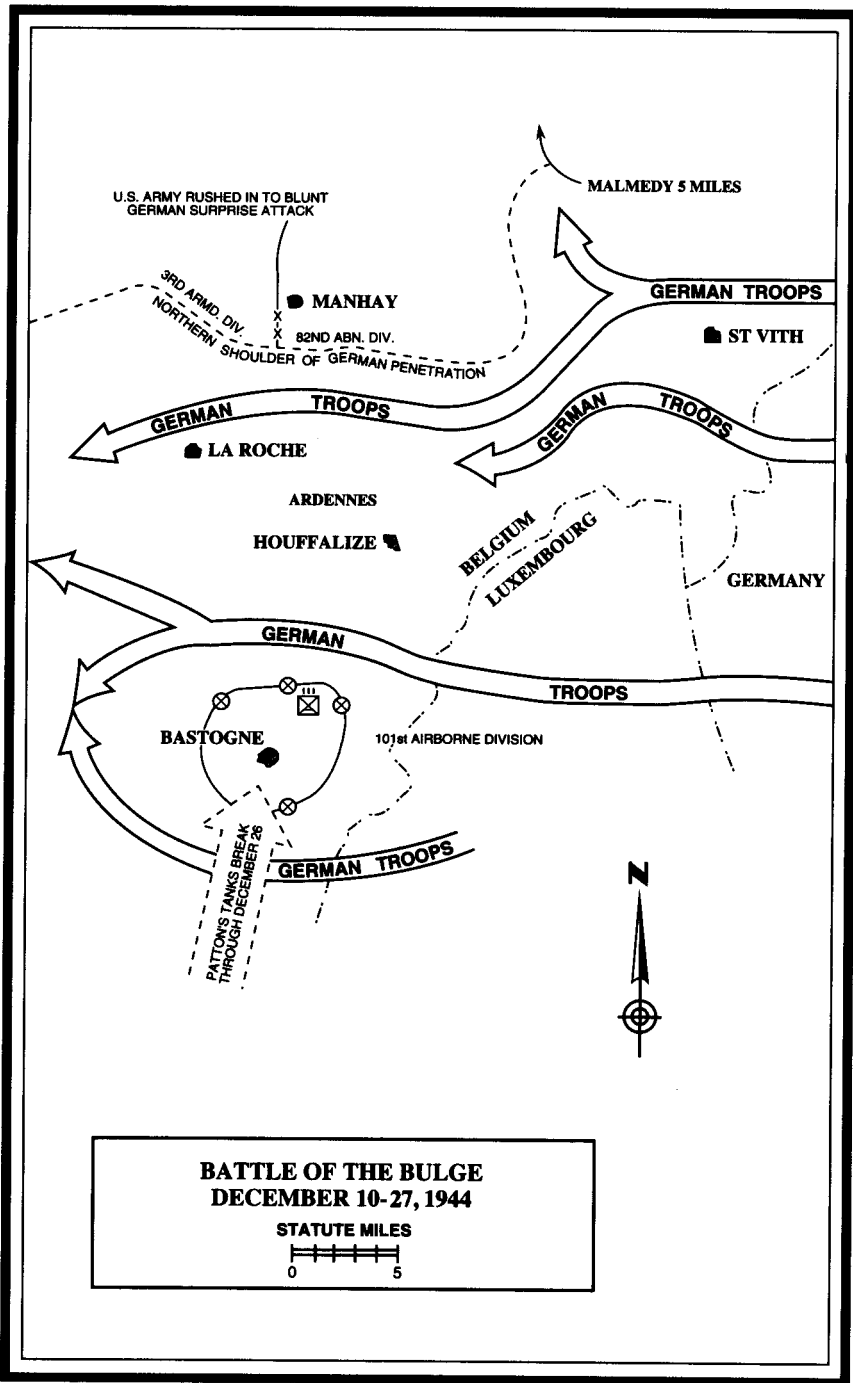 MALMEDY 5 MILES
U.S. ARMY RUSHED IN TO BLUNT
GERMAN SURPRISE ATTACK
GERMAN TROOPS
3RD ARMD. DIV.
MANHAY
X
X
82ND ABN. DIV.
NORTHERN SHOULDER OF GERMAN PENETRATION
ST VITH
GERMAN TROOPS
GERMAN TROOPS
LA ROCHE
ARDENNES
HOUFFALIZE
BELGIUM
LUXEMBOURG
GERMANY
GERMAN TROOPS
BASTOGNE
101st AIRBORNE DIVISION
PATTON'S TANKS BREAK
THROUGH DECEMBER 26
GERMAN TROOPS
N
BATTLE OF THE BULGE
DECEMBER 10-27, 1944
STATUTE MILES
0 5